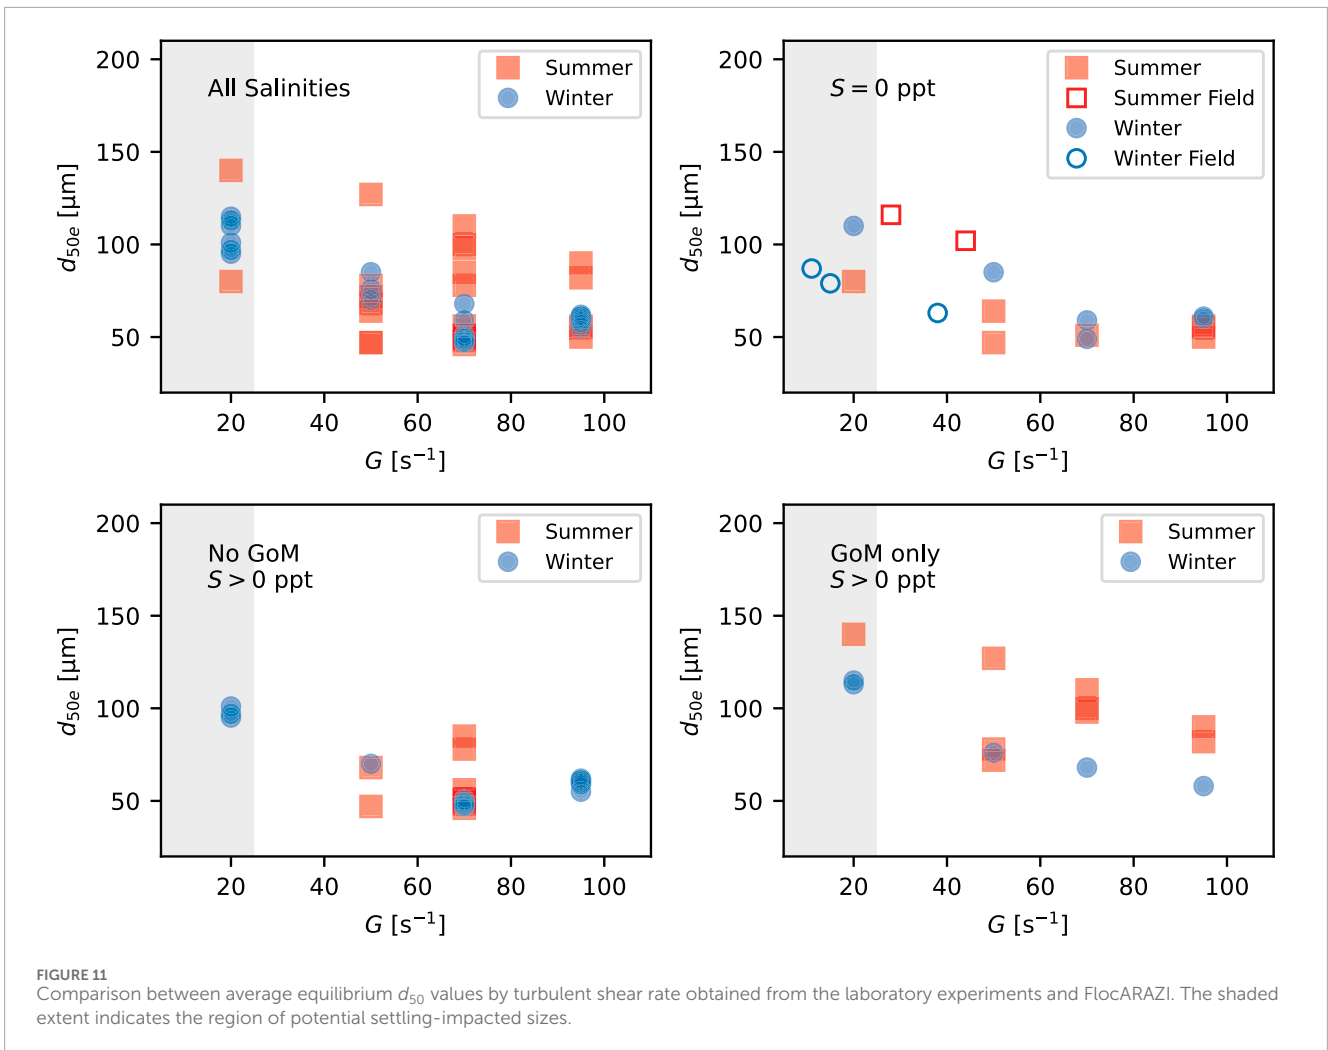 200
150
100
50
d50e [μm]
All Salinities
Summer
Winter
20 40 60 80 100
G [s−1]
200
150
100
50
d50e [μm]
S = 0 ppt
Summer
Summer Field
Winter
Winter Field
20 40 60 80 100
G [s−1]
200
150
100
50
d50e [μm]
No GoM
S > 0 ppt
Summer
Winter
20 40 60 80 100
G [s−1]
200
150
100
50
d50e [μm]
GoM only
S > 0 ppt
Summer
Winter
20 40 60 80 100
G [s−1]
FIGURE 11
Comparison between average equilibrium d50 values by turbulent shear rate obtained from the laboratory experiments and FlocARAZI. The shaded
extent indicates the region of potential settling-impacted sizes.